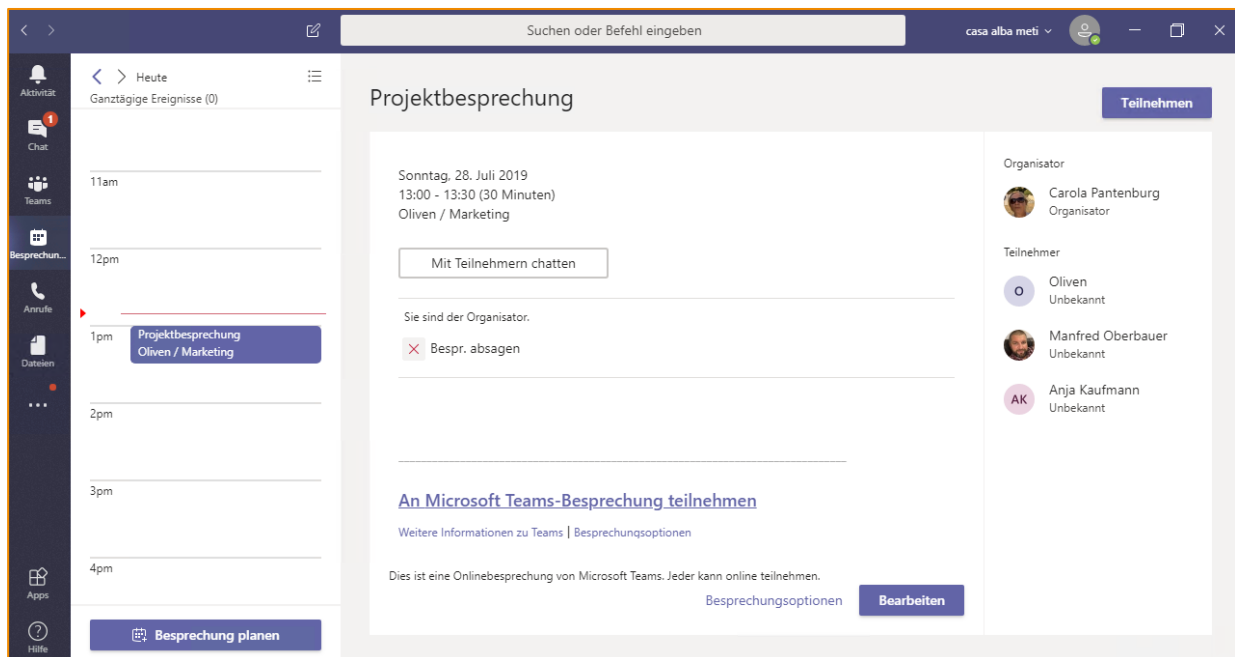 Suchen oder Befehl eingeben
casa alba meti
Aktivität
1
Chat
Teams
Besprechun...
Anrufe
Dateien
...
Apps
Hilfe
Heute
Ganztägige Ereignisse (0)
11am
12pm
1pm
Projektbesprechung
Oliven / Marketing
2pm
3pm
4pm
Besprechung planen
Projektbesprechung
Teilnehmen
Sonntag, 28. Juli 2019
13:00 - 13:30 (30 Minuten)
Oliven / Marketing
Mit Teilnehmern chatten
Sie sind der Organisator.
Bespr. absagen
An Microsoft Teams-Besprechung teilnehmen
Weitere Informationen zu Teams | Besprechungsoptionen
Dies ist eine Onlinebesprechung von Microsoft Teams. Jeder kann online teilnehmen.
Besprechungsoptionen
Bearbeiten
Organisator
Carola Pantenburg
Organisator
Teilnehmer
O
Oliven
Unbekannt
Manfred Oberbauer
Unbekannt
AK
Anja Kaufmann
Unbekannt